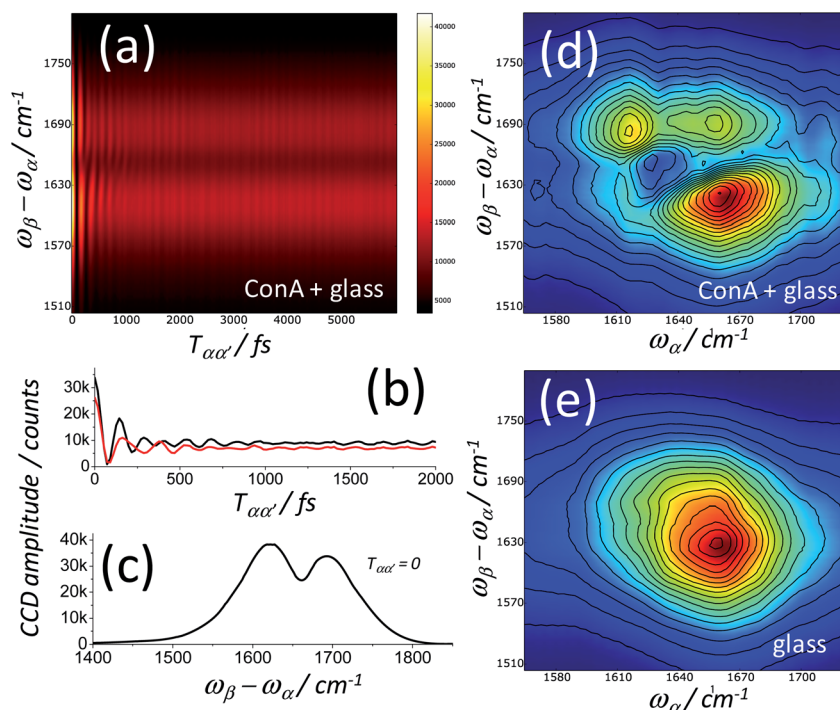 (a)
1750
1690
1630
1570
1510
ωβ – ωα / cm⁻¹
ConA + glass
0 1000 2000 3000 4000 5000
Tαα′ / fs
40000
35000
30000
25000
20000
15000
10000
5000
(b)
30k
20k
10k
0
0 500 1000 1500 2000
Tαα′ / fs
CCD amplitude / counts
(c)
40k
30k
20k
10k
0
Tαα′ = 0
1400 1500 1600 1700 1800
ωβ – ωα / cm⁻¹
(d)
1750
1690
1630
1570
1510
ωβ – ωα / cm⁻¹
ConA + glass
1580 1610 1640 1670 1700
ωα / cm⁻¹
(e)
1750
1690
1630
1570
1510
ωβ – ωα / cm⁻¹
glass
1580 1610 1640 1670 1700
ωα / cm⁻¹